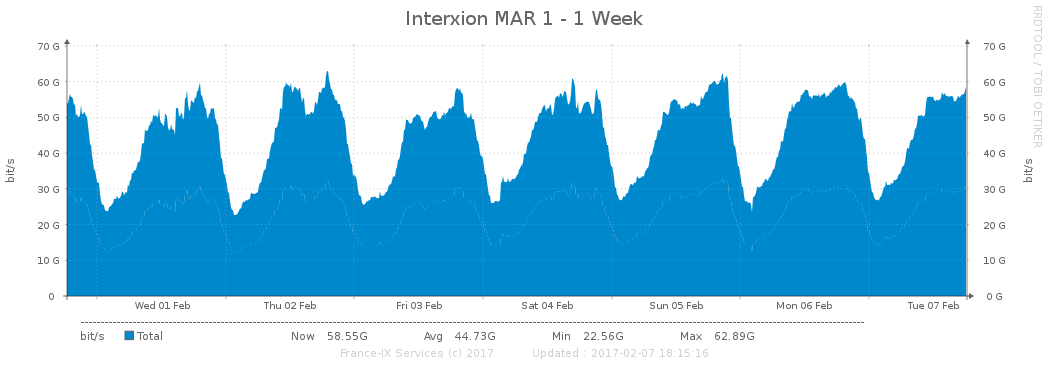 Interxion MAR 1 - 1 Week
RRDTOOL / TOBI OETIKER
70 G 70 G
60 G 60 G
50 G 50 G
40 G 40 G
30 G 30 G
20 G 20 G
10 G 10 G
0 0 G
bit/s bit/s
Wed 01 Feb Thu 02 Feb Fri 03 Feb Sat 04 Feb Sun 05 Feb Mon 06 Feb Tue 07 Feb
bit/s Total Now 58.55G Avg 44.73G Min 22.56G Max 62.89G
France-IX Services (c) 2017 Updated : 2017-02-07 18:15:16